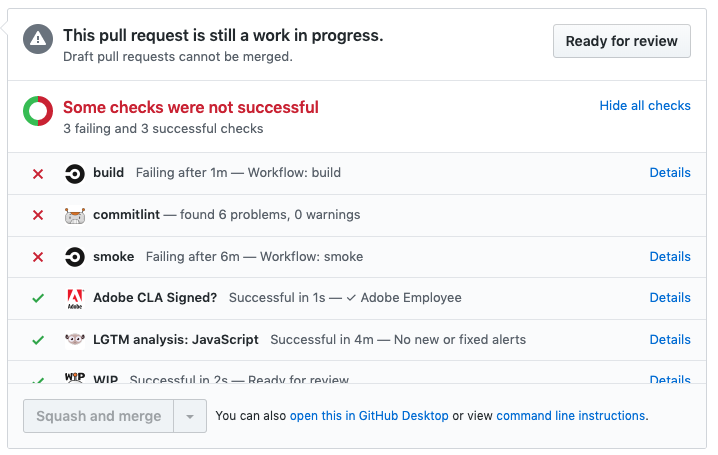 This pull request is still a work in progress.
Draft pull requests cannot be merged.
Ready for review
Some checks were not successful
3 failing and 3 successful checks
Hide all checks
build Failing after 1m — Workflow: build Details
commitlint — found 6 problems, 0 warnings
smoke Failing after 6m — Workflow: smoke Details
Adobe
Adobe CLA Signed? Successful in 1s — ✓ Adobe Employee Details
LGTM analysis: JavaScript Successful in 4m — No new or fixed alerts Details
WIP WIP Successful in 2s — Ready for review Details
Squash and merge
You can also open this in GitHub Desktop or view command line instructions.